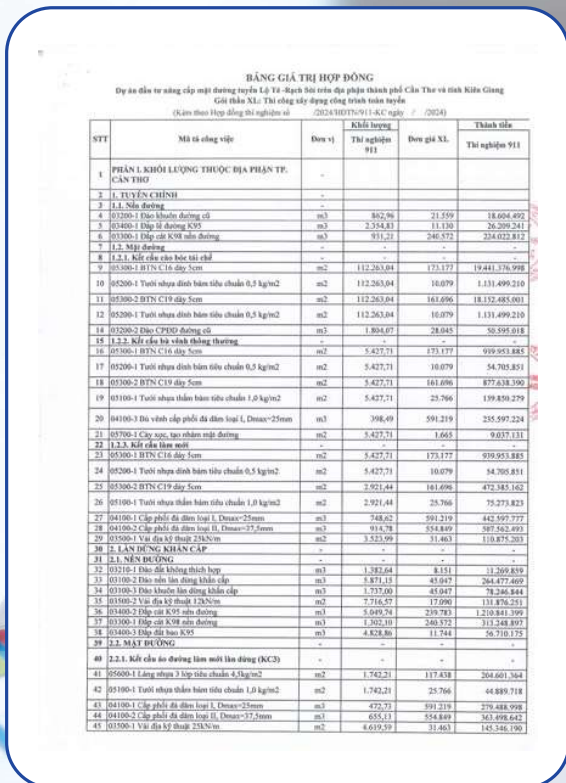 BẢNG GIÁ TRỊ HỢP ĐỒNG
Dự án đầu tư nâng cấp mặt đường tuyến Lộ Tẻ -Rạch Sỏi trên địa phận thành phố Cần Thơ và tỉnh Kiên Giang
Gói thầu XL: Thi công xây dựng công trình toàn tuyến
(Kèm theo Hợp đồng thí nghiệm số /2024/HĐTN/911-KC ngày / /2024)
STT Mô tả công việc Đơn vị Khối lượng Thí nghiệm 911 Đơn giá XL Thành tiền Thí nghiệm 911
1 PHẦN I. KHỐI LƯỢNG THUỘC ĐỊA PHẬN TP. CẦN THƠ -
2 1. TUYẾN CHÍNH -
3 1.1. Nền đường -
4 03200-1 Đào khuôn đường cũ m3 862,96 21.559 18.604.492
5 03400-1 Đắp lề đường K95 m3 2.354,83 11.130 26.209.241
6 03300-1 Đắp cát K98 nền đường m3 931,21 240.572 224.022.812
7 1.2. Mặt đường - - - -
8 1.2.1. Kết cấu cào bóc tái chế - - - -
9 05300-1 BTN C16 dày 5cm m2 112.263,04 173.177 19.441.376.998
10 05200-1 Tưới nhựa dính bám tiêu chuẩn 0,5 kg/m2 m2 112.263,04 10.079 1.131.499.210
11 05300-2 BTN C19 dày 5cm m2 112.263,04 161.696 18.152.485.001
12 05200-1 Tưới nhựa dính bám tiêu chuẩn 0,5 kg/m2 m2 112.263,04 10.079 1.131.499.210
14 03200-2 Đào CPĐD đường cũ m3 1.804,07 28.045 50.595.018
15 1.2.2. Kết cấu bù vênh thông thường - - - -
16 05300-1 BTN C16 dày 5cm m2 5.427,71 173.177 939.953.885
17 05200-1 Tưới nhựa dính bám tiêu chuẩn 0,5 kg/m2 m2 5.427,71 10.079 54.705.851
18 05300-2 BTN C19 dày 5cm m2 5.427,71 161.696 877.638.390
19 05100-1 Tưới nhựa thấm bám tiêu chuẩn 1,0 kg/m2 m2 5.427,71 25.766 139.850.279
20 04100-3 Bù vênh cấp phối đá dăm loại I, Dmax=25mm m3 398,49 591.219 235.597.224
21 05700-1 Cày xọc, tạo nhám mặt đường m2 5.427,71 1.665 9.037.131
22 1.2.3. Kết cấu làm mới - - - -
23 05300-1 BTN C16 dày 5cm m2 5.427,71 173.177 939.953.885
24 05200-1 Tưới nhựa dính bám tiêu chuẩn 0,5 kg/m2 m2 5.427,71 10.079 54.705.851
25 05300-2 BTN C19 dày 5cm m2 2.921,44 161.696 472.385.162
26 05100-1 Tưới nhựa thấm bám tiêu chuẩn 1,0 kg/m2 m2 2.921,44 25.766 75.273.823
27 04100-1 Cấp phối đá dăm loại I, Dmax=25mm m3 748,62 591.219 442.597.777
28 04100-2 Cấp phối đá dăm loại II, Dmax=37,5mm m3 914,78 554.849 507.562.493
29 03500-1 Vải địa kỹ thuật 25kN/m m2 3.523,99 31.463 110.875.203
30 2. LÀN DỪNG KHẨN CẤP - - - -
31 2.1. NỀN ĐƯỜNG - - - -
32 03210-1 Đào đất không thích hợp m3 1.382,64 8.151 11.269.859
33 03100-2 Đào nền làn dừng khẩn cấp m3 5.871,15 45.047 264.477.469
34 03100-3 Đào khuôn làn dừng khẩn cấp m3 1.737,00 45.047 78.246.844
35 03500-2 Vải địa kỹ thuật 12kN/m m2 7.716,57 17.090 131.876.251
36 03400-2 Đắp cát K95 nền đường m3 5.049,74 239.783 1.210.841.399
37 03300-1 Đắp cát K98 nền đường m3 1.302,10 240.572 313.248.897
38 03400-3 Đắp đất bao K95 m3 4.828,86 11.744 56.710.175
39 2.2. MẶT ĐƯỜNG - - - -
40 2.2.1. Kết cấu áo đường làm mới làn dừng (KC3) - - - -
41 05600-1 Láng nhựa 3 lớp tiêu chuẩn 4,5kg/m2 m2 1.742,21 117.438 204.601.364
42 05100-1 Tưới nhựa thấm bám tiêu chuẩn 1,0 kg/m2 m2 1.742,21 25.766 44.889.718
43 04100-1 Cấp phối đá dăm loại I, Dmax=25mm m3 472,73 591.219 279.488.998
44 04100-2 Cấp phối đá dăm loại II, Dmax=37,5mm m3 655,13 554.849 363.498.642
45 03500-1 Vải địa kỹ thuật 25kN/m m2 4.619,59 31.463 145.346.190